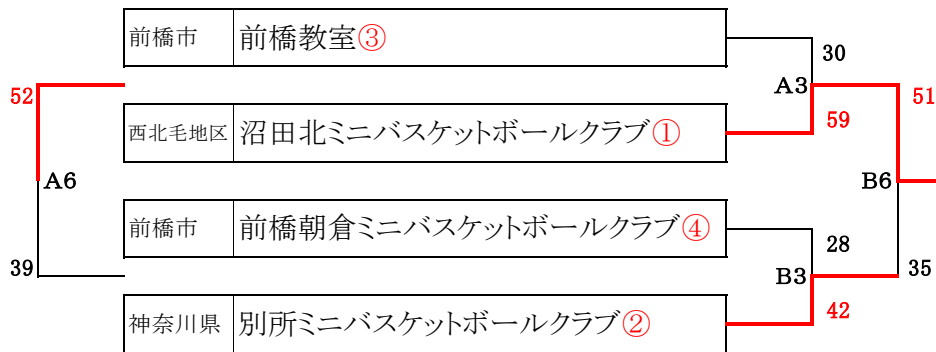 前橋市 前橋教室③
30
52 A3 51
西北毛地区 沼田北ミニバスケットボールクラブ① 59
A6 B6
前橋市 前橋朝倉ミニバスケットボールクラブ④
28
39 B3 35
神奈川県 別所ミニバスケットボールクラブ② 42